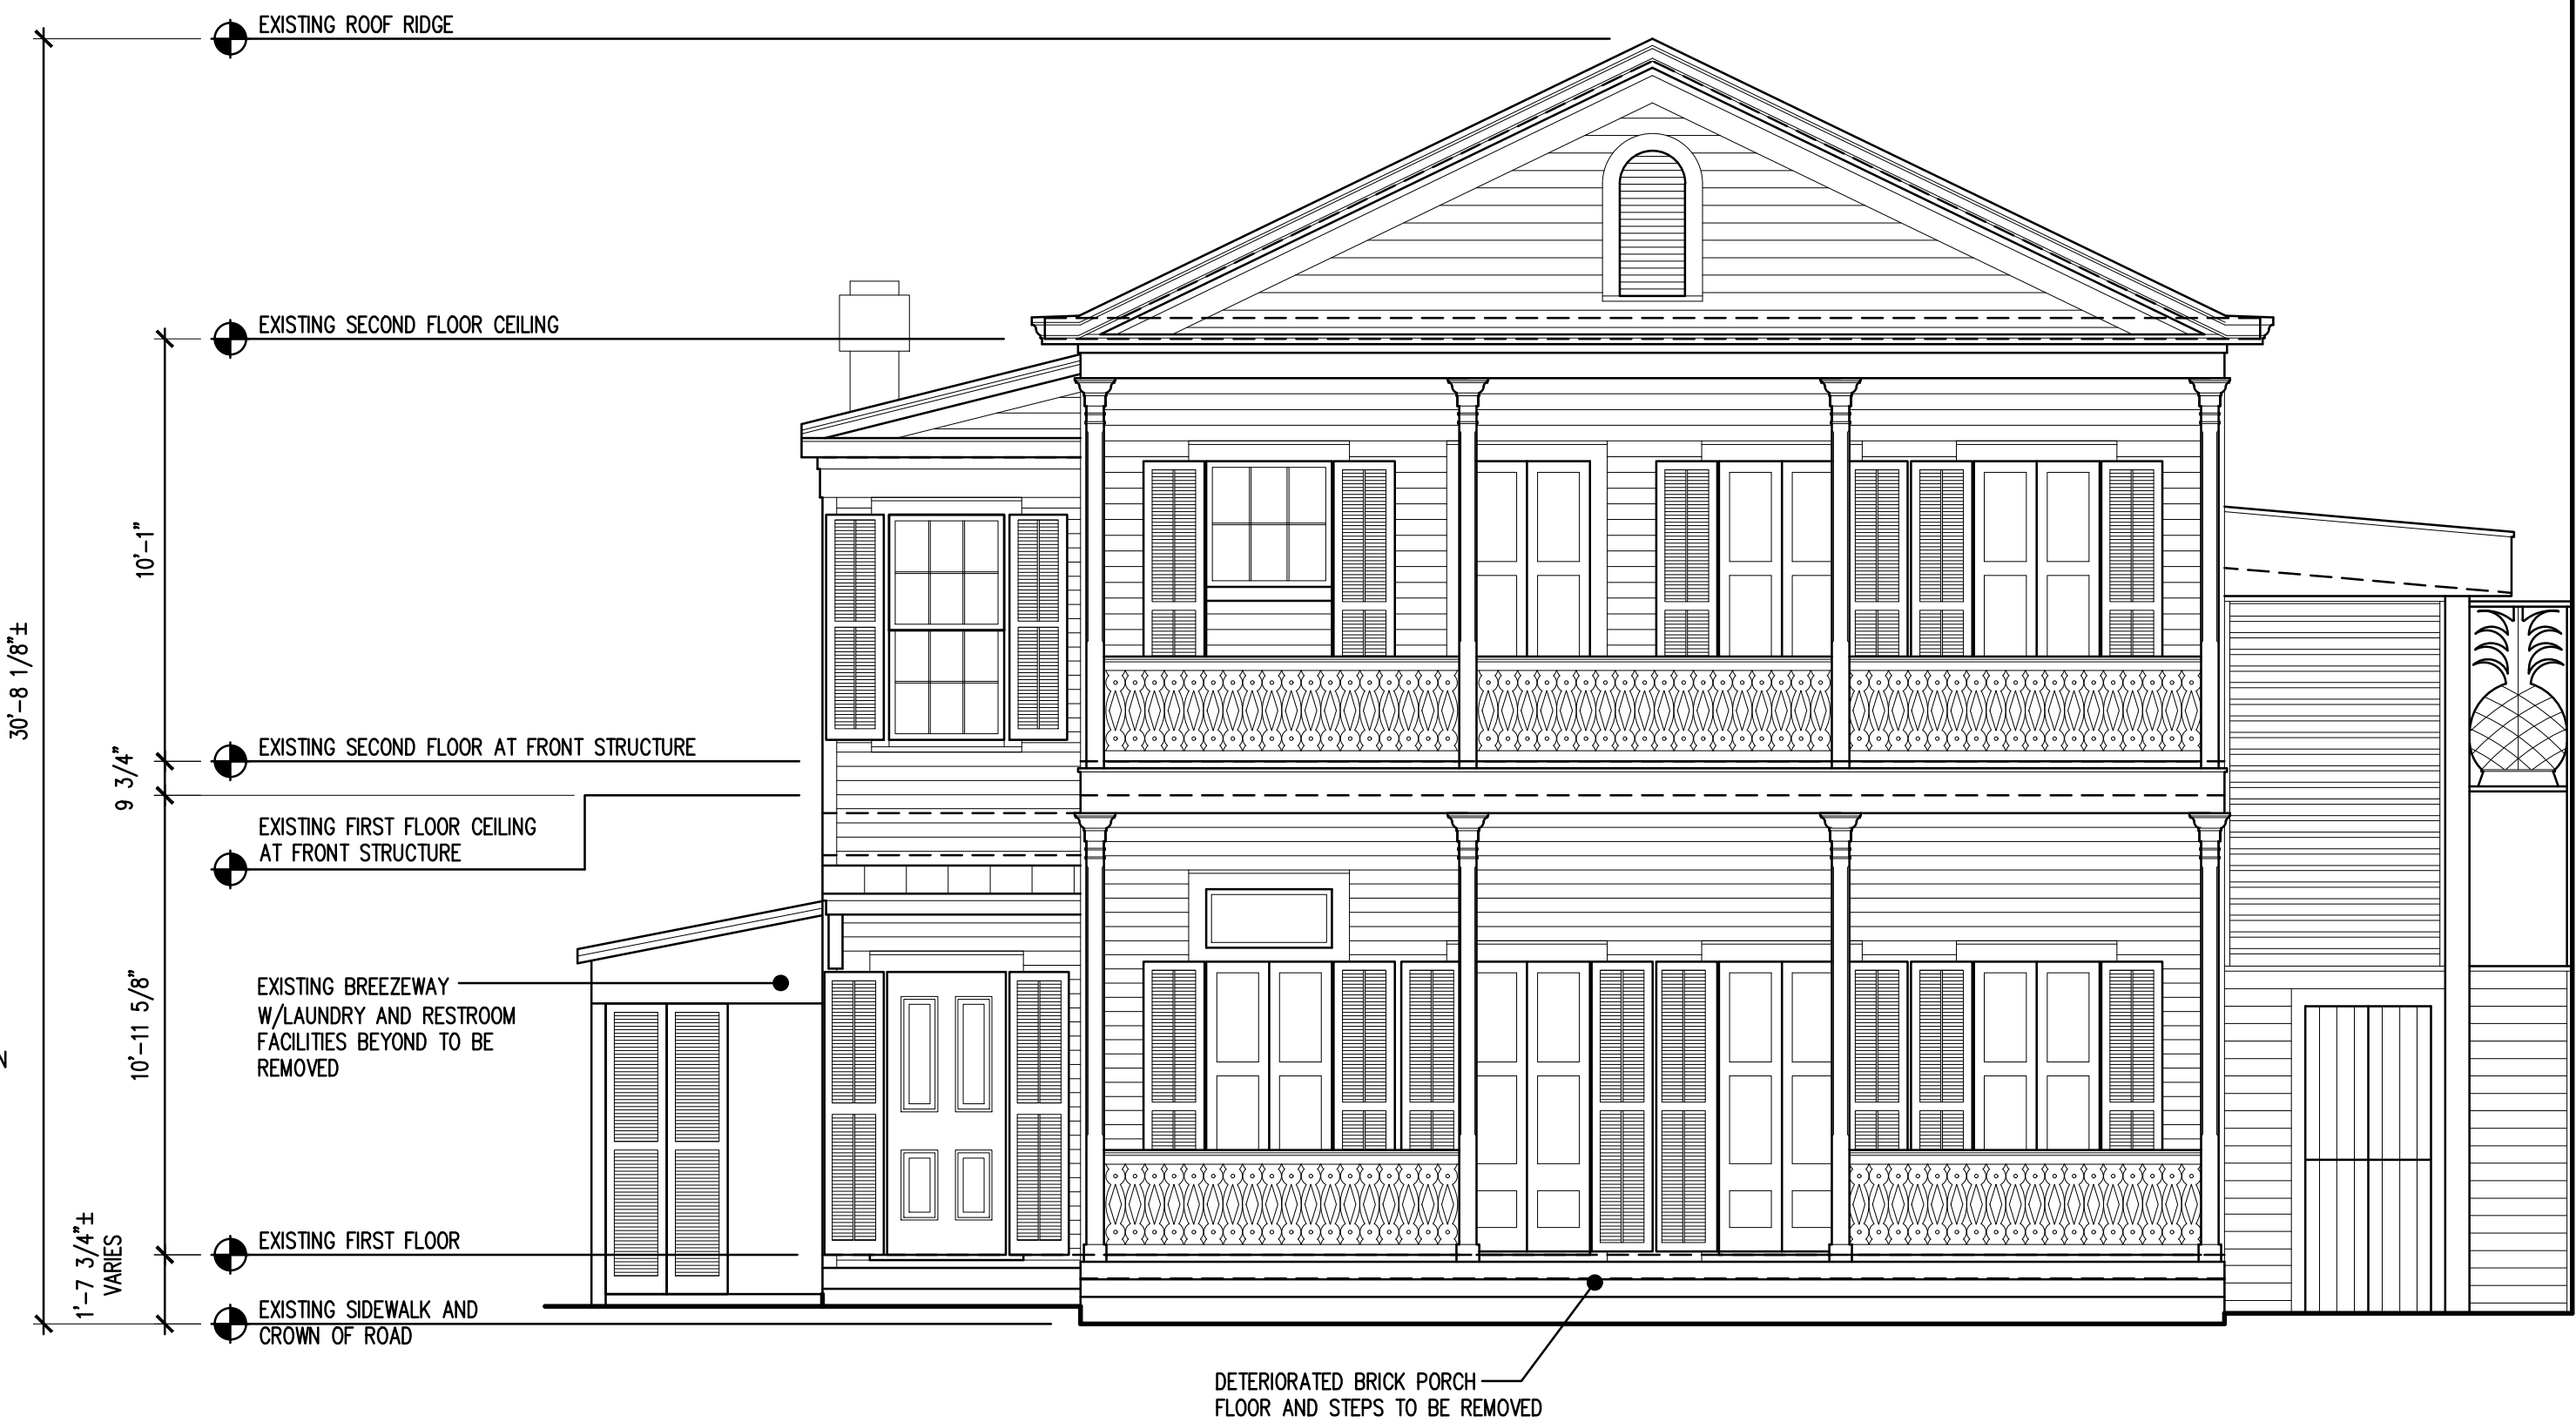 EXISTING ROOF RIDGE
EXISTING SECOND FLOOR CEILING
10'-1"
30'-8 1/8"±
EXISTING SECOND FLOOR AT FRONT STRUCTURE
9 3/4"
EXISTING FIRST FLOOR CEILING
AT FRONT STRUCTURE
10'-11 5/8"
EXISTING BREEZEWAY
W/LAUNDRY AND RESTROOM
FACILITIES BEYOND TO BE
REMOVED
N
1'-7 3/4"±
VARIES
EXISTING FIRST FLOOR
EXISTING SIDEWALK AND
CROWN OF ROAD
DETERIORATED BRICK PORCH
FLOOR AND STEPS TO BE REMOVED